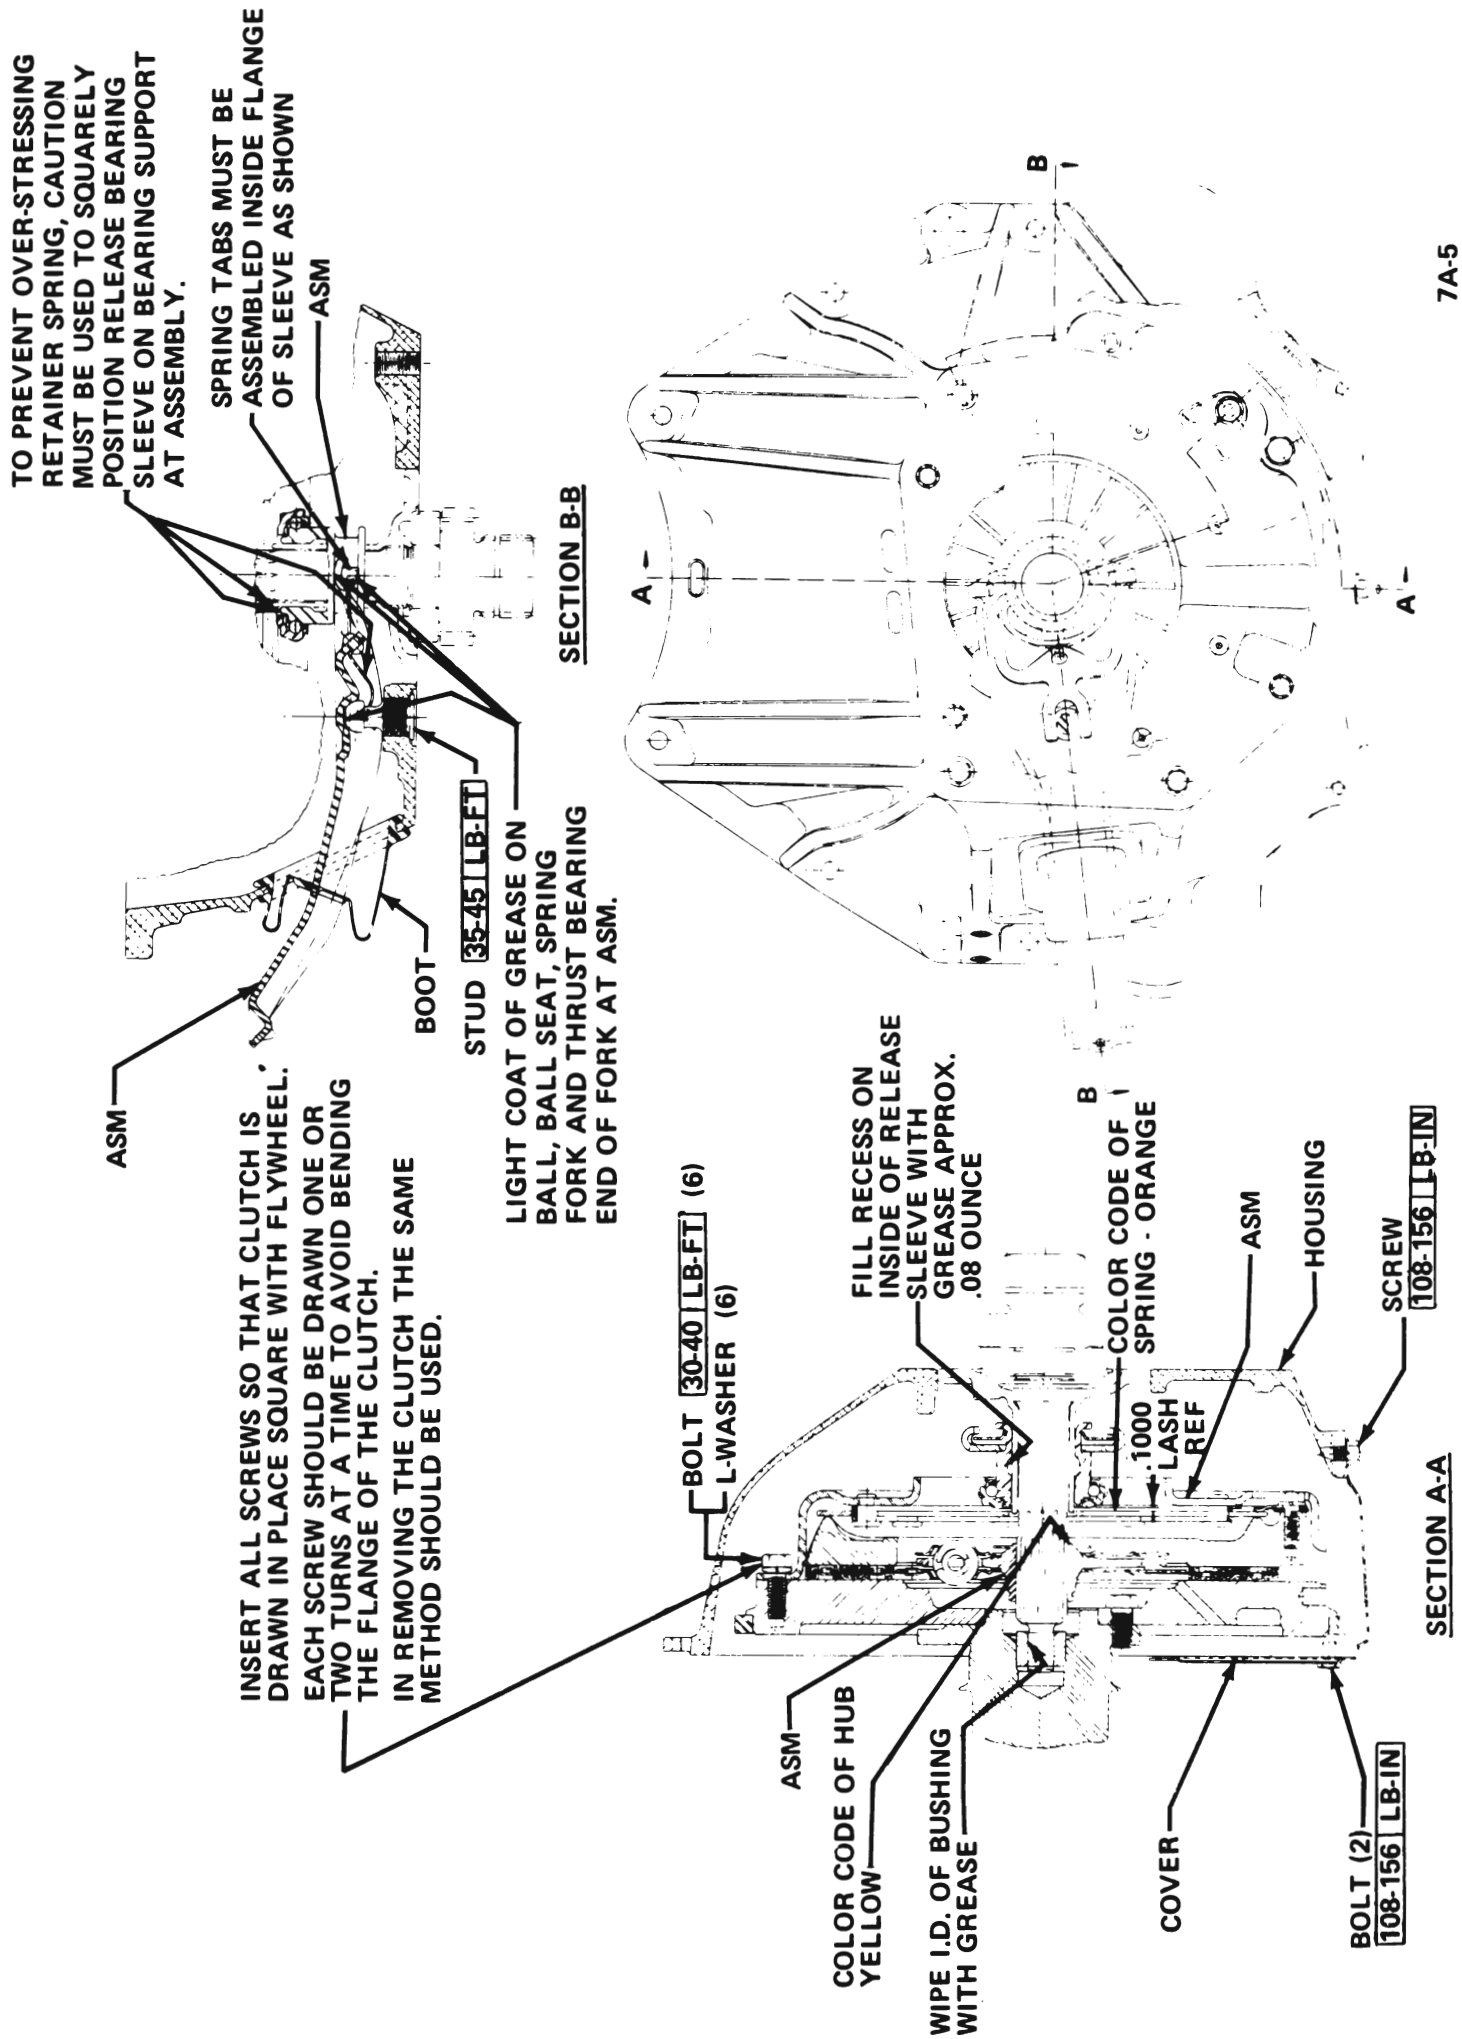 TO PREVENT OVER-STRESSING
RETAINER SPRING, CAUTION
MUST BE USED TO SQUARELY
POSITION RELEASE BEARING
SLEEVE ON BEARING SUPPORT
AT ASSEMBLY.
SPRING TABS MUST BE
ASSEMBLED INSIDE FLANGE
OF SLEEVE AS SHOWN
ASM
ASM
BOOT
STUD 35-45 LB-FT
LIGHT COAT OF GREASE ON
BALL, BALL SEAT, SPRING
FORK AND THRUST BEARING
END OF FORK AT ASM.
SECTION B-B
INSERT ALL SCREWS SO THAT CLUTCH IS
DRAWN IN PLACE SQUARE WITH FLYWHEEL.
EACH SCREW SHOULD BE DRAWN ONE OR
TWO TURNS AT A TIME TO AVOID BENDING
THE FLANGE OF THE CLUTCH.
IN REMOVING THE CLUTCH THE SAME
METHOD SHOULD BE USED.
BOLT 30-40 LB-FT (6)
L-WASHER (6)
FILL RECESS ON
INSIDE OF RELEASE
SLEEVE WITH
GREASE APPROX.
.08 OUNCE
COLOR CODE OF
SPRING - ORANGE
.1000
LASH
REF
ASM
HOUSING
SCREW
108-156 LB-IN
ASM
COLOR CODE OF HUB
YELLOW
WIPE I.D. OF BUSHING
WITH GREASE
COVER
BOLT (2)
108-156 LB-IN
SECTION A-A
A
A
B
B
7A-5